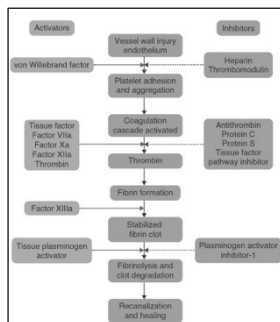 Activators
Inhibitors
Vessel wall injury
endothelium
von Willebrand factor
Heparin
Thrombomodulin
Platelet adhesion
and aggregation
Coagulation
cascade activated
Tissue factor
Factor VIIa
Factor Xa
Factor XIIa
Thrombin
Antithrombin
Protein C
Protein S
Tissue factor
pathway inhibitor
Thrombin
Fibrin formation
Factor XIIIa
Stabilized
fibrin clot
Tissue plasminogen
activator
Plasminogen activator
inhibitor-1
Fibrinolysis and
clot degradation
Recanalization
and healing